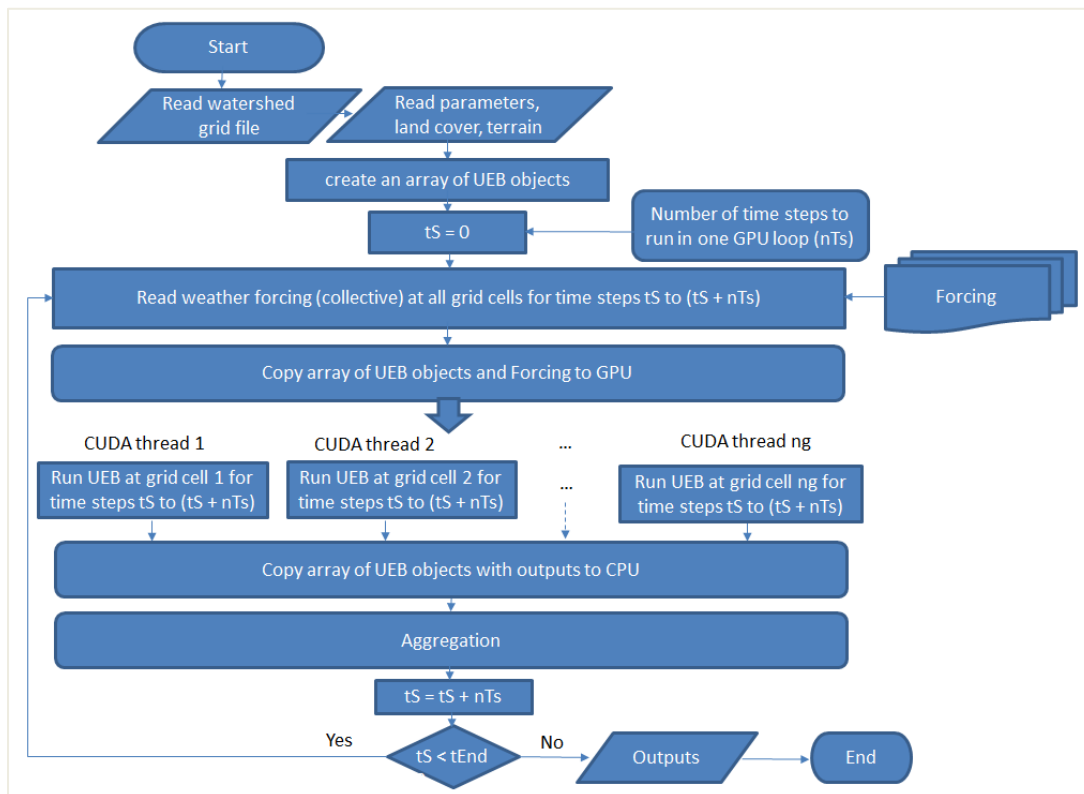 Start
Read watershed
grid file
Read parameters,
land cover, terrain
create an array of UEB objects
Number of time steps to
run in one GPU loop (nTs)
tS = 0
Read weather forcing (collective) at all grid cells for time steps tS to (tS + nTs)
Forcing
Copy array of UEB objects and Forcing to GPU
CUDA thread 1
CUDA thread 2
...
CUDA thread ng
Run UEB at grid cell 1 for
time steps tS to (tS + nTs)
Run UEB at grid cell 2 for
time steps tS to (tS + nTs)
...
Run UEB at grid cell ng for
time steps tS to (tS + nTs)
Copy array of UEB objects with outputs to CPU
Aggregation
tS = tS + nTs
Yes
tS < tEnd
No
Outputs
End